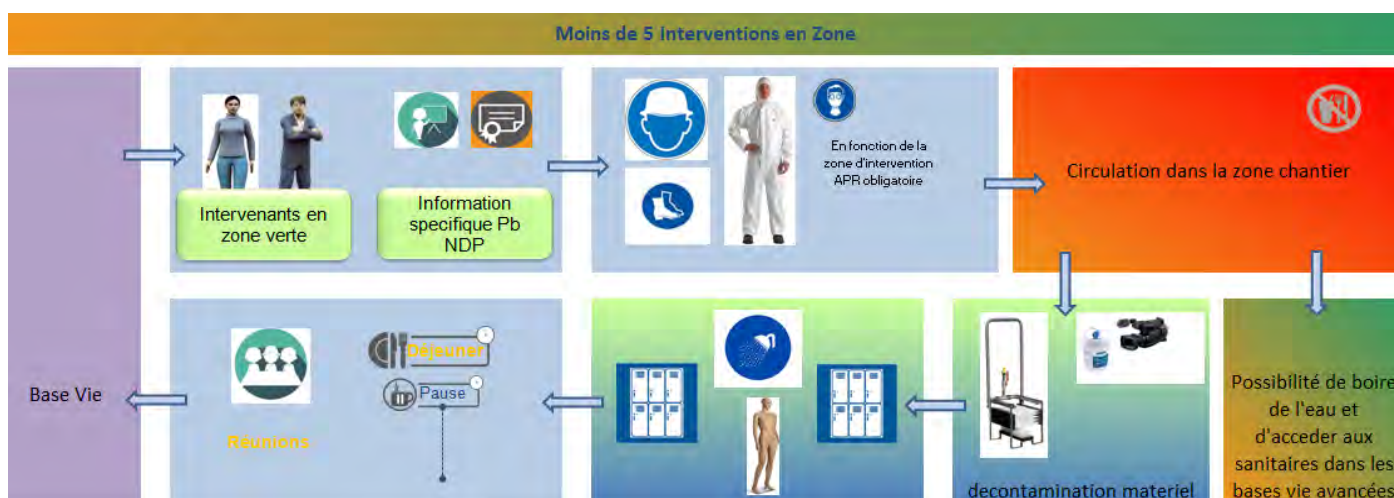 Moins de 5 Interventions en Zone
Intervenants en
zone verte
Information
specifique Pb
NDP
En fonction de la
zone d'intervention
APR obligatoire
Circulation dans la zone chantier
Base Vie
Réunions
Déjeuner
Pause
decontamination materiel
Possibilité de boire
de l'eau et
d'acceder aux
sanitaires dans les
bases vie avancées